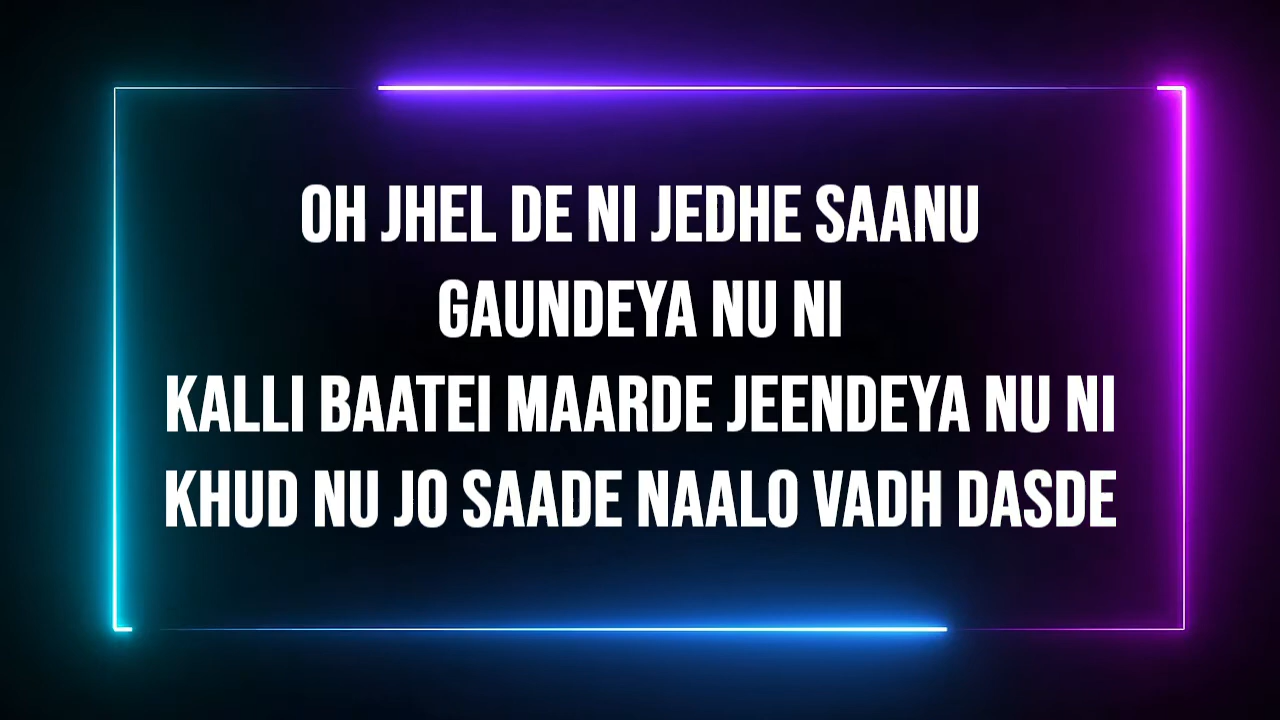 OH JHEL DE NI JEDHE SAANU
GAUNDEYA NU NI
KALLI BAATEI MAARDE JEENDEYA NU NI
KHUD NU JO SAADE NAALO VADH DASDE